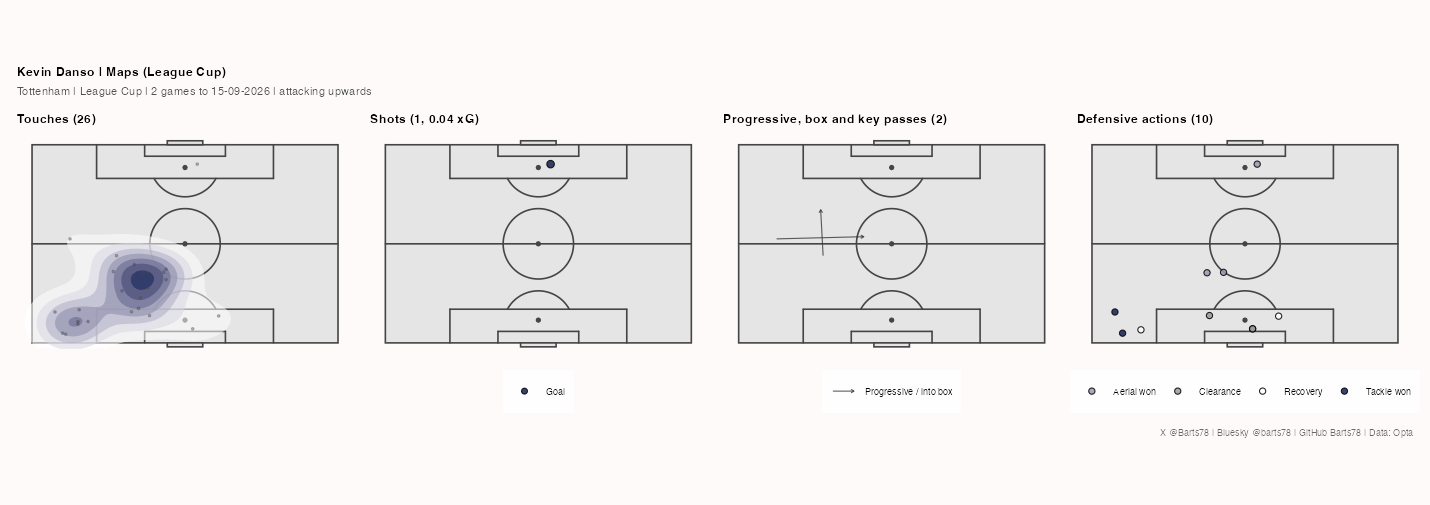 Kevin Danso | Maps (League Cup)
Tottenham | League Cup | 2 games to 15-09-2026 | attacking upwards
Touches (26)
Shots (1, 0.04 xG)
Progressive, box and key passes (2)
Defensive actions (10)
Goal
Progressive / into box
Aerial won
Clearance
Recovery
Tackle won
X @Barts78 | Bluesky @barts78 | GitHub Barts78 | Data: Opta